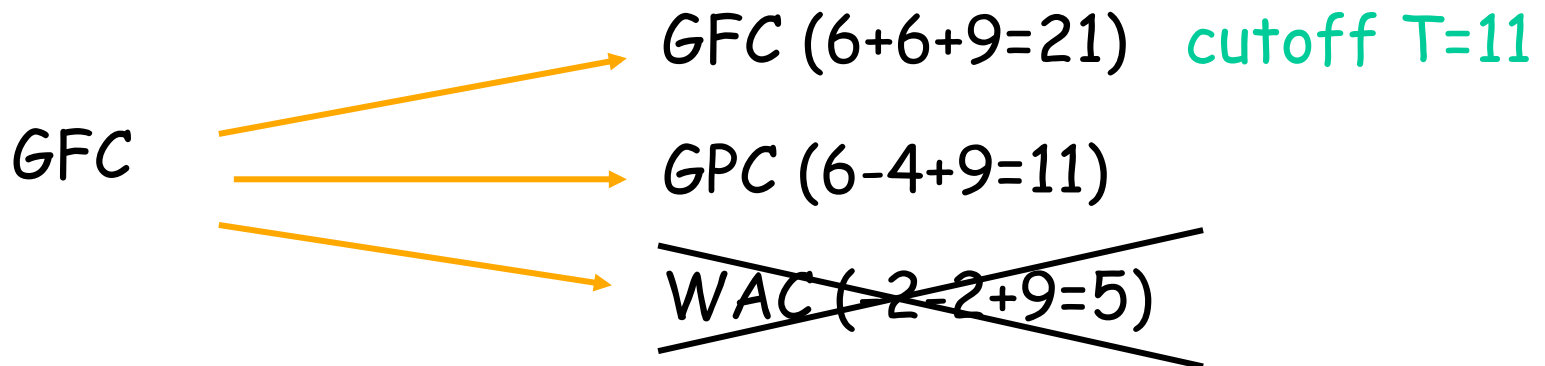 GFC (6+6+9=21) cutoff T=11
GFC
GPC (6-4+9=11)
WAC (-2-2+9=5)